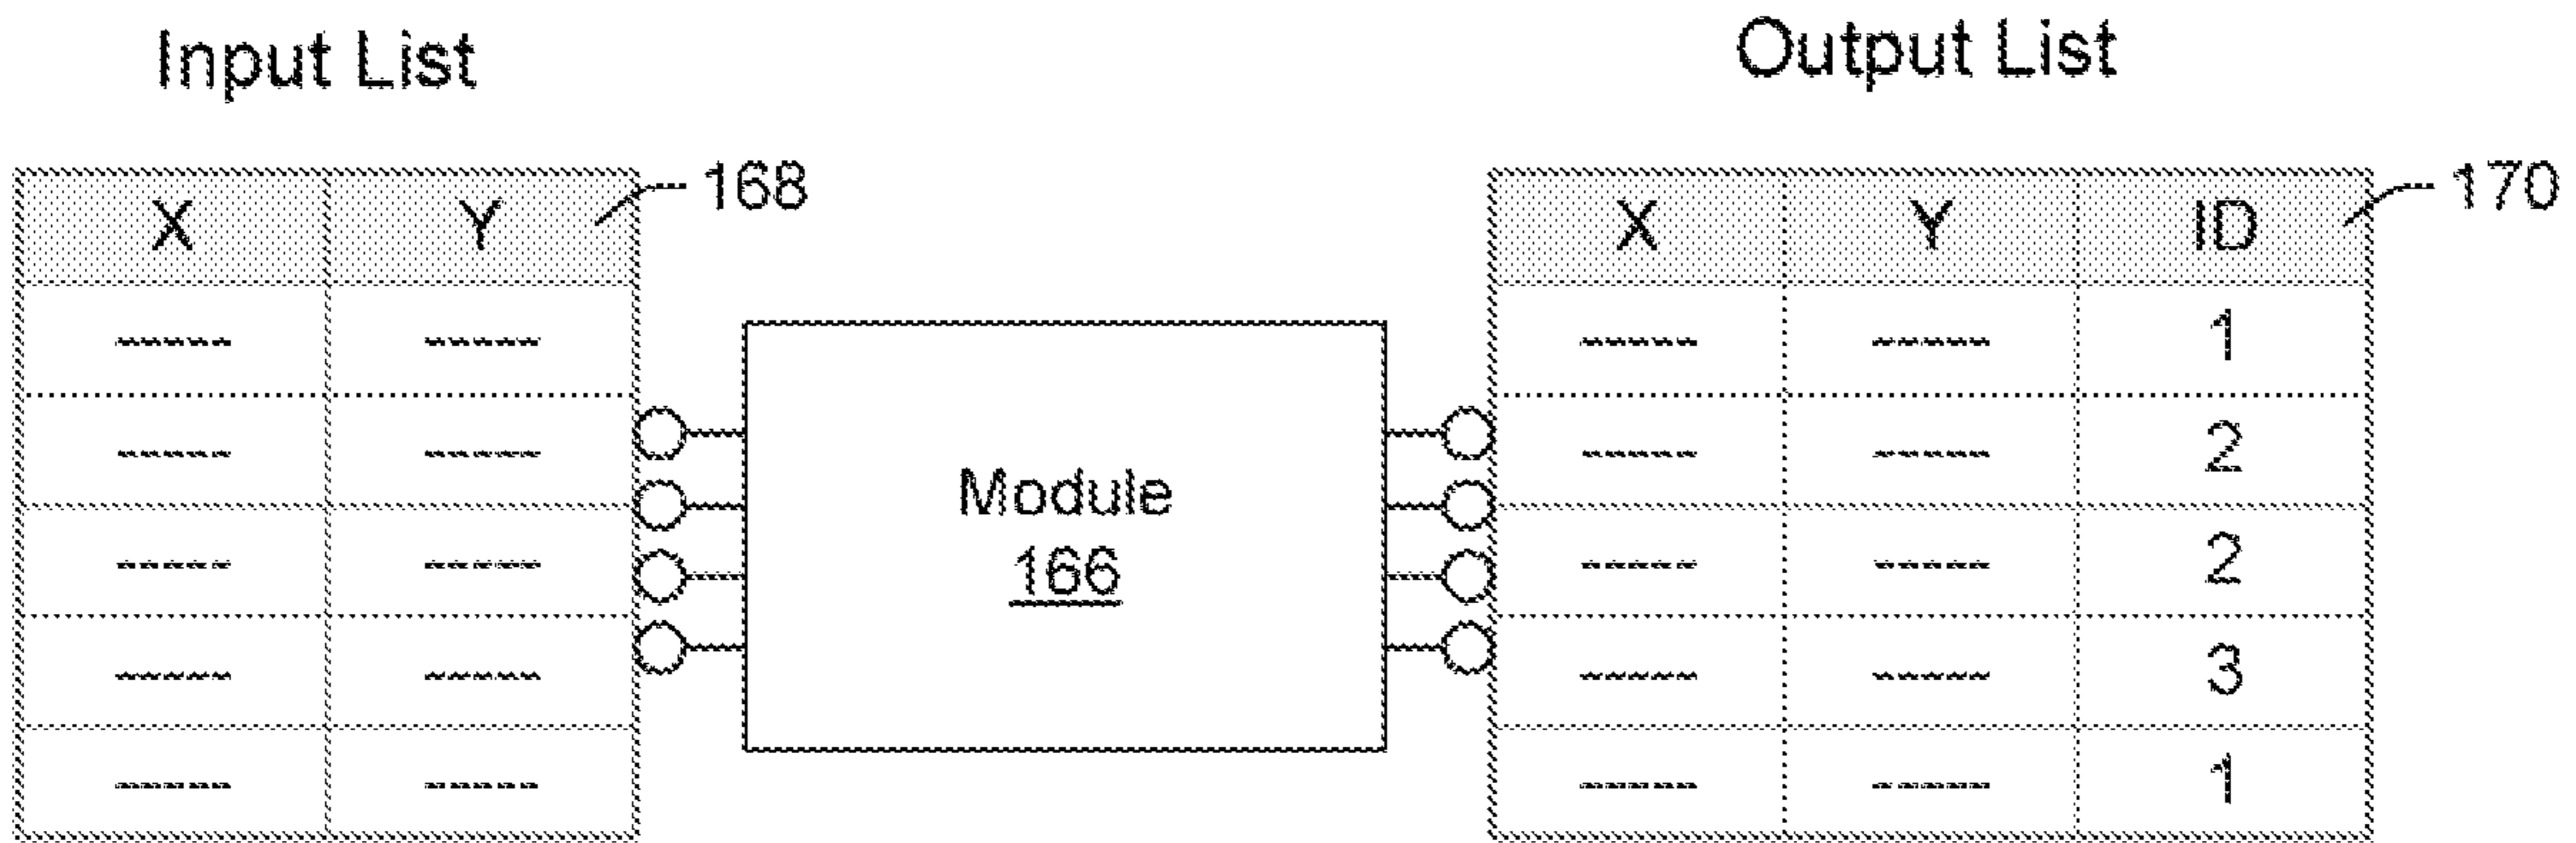 Input List
Output List
168
170
X Y
X Y ID
----- ----- 
----- ----- 1
----- ----- 
----- ----- 2
Module
166
----- ----- 
----- ----- 2
----- ----- 
----- ----- 3
----- ----- 
----- ----- 1